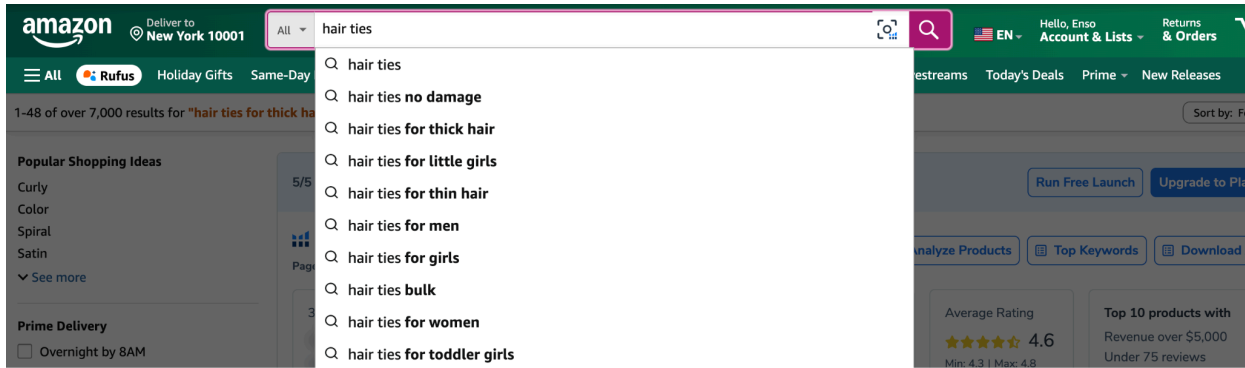 amazon
Deliver to
New York 10001
All
hair ties
EN
Hello, Enso
Account & Lists
Returns
& Orders
All
Rufus
Holiday Gifts
Same-Day
Today's Deals
Prime
New Releases
hair ties
hair ties no damage
hair ties for thick hair
hair ties for little girls
hair ties for thin hair
hair ties for men
hair ties for girls
hair ties bulk
hair ties for women
hair ties for toddler girls
1-48 of over 7,000 results for "hair ties for thick ha
Sort by: F
Popular Shopping Ideas
Curly
Color
Spiral
Satin
See more
Prime Delivery
Overnight by 8AM
5/5
Run Free Launch
Upgrade to Pla
Page
Analyze Products
Top Keywords
Download
3
Average Rating
4.6
Min: 4.3 | Max: 4.8
Top 10 products with
Revenue over $5,000
Under 75 reviews